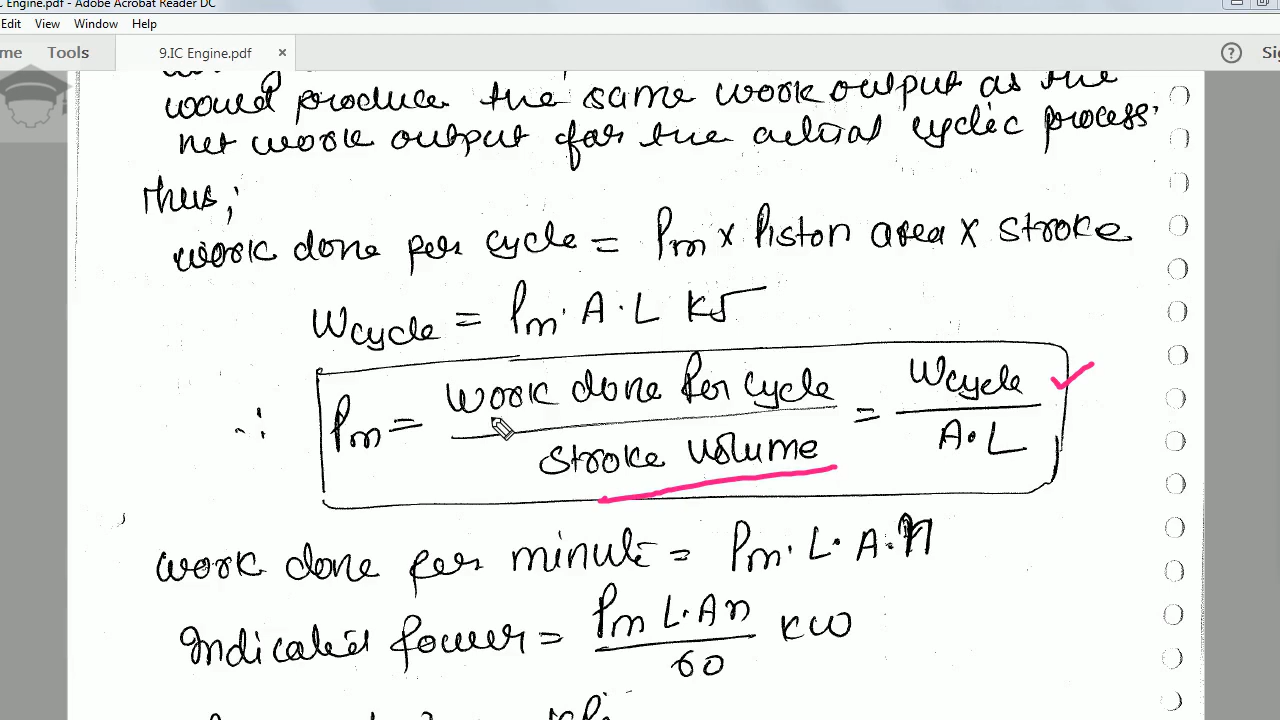 C Engine.pdf - Adobe Acrobat Reader DC
Edit View Window Help
me Tools 9.IC Engine.pdf × ? Si
would produce the same work output as the
net work output for the actual cyclic process.
thus;
work done per cycle = Pm × Piston area × stroke
Wcycle = Pm · A · L KJ
∴ Pm = work done Per cycle / stroke volume = Wcycle / A·L
work done per minute = Pm · L · A · n
Indicated power = Pm L·A n / 60 kw